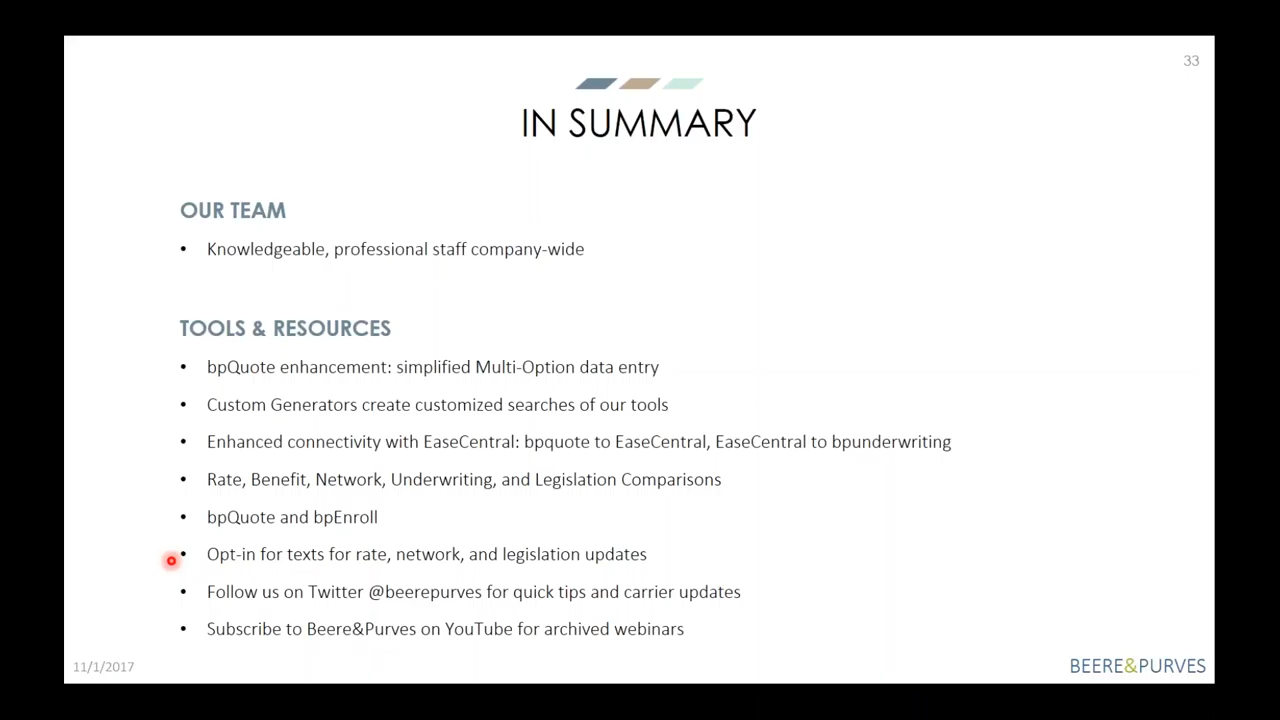 33
IN SUMMARY
OUR TEAM
• Knowledgeable, professional staff company-wide
TOOLS & RESOURCES
• bpQuote enhancement: simplified Multi-Option data entry
• Custom Generators create customized searches of our tools
• Enhanced connectivity with EaseCentral: bpquote to EaseCentral, EaseCentral to bpunderwriting
• Rate, Benefit, Network, Underwriting, and Legislation Comparisons
• bpQuote and bpEnroll
• Opt-in for texts for rate, network, and legislation updates
• Follow us on Twitter @beerepurves for quick tips and carrier updates
• Subscribe to Beere&Purves on YouTube for archived webinars
11/1/2017
BEERE&PURVES